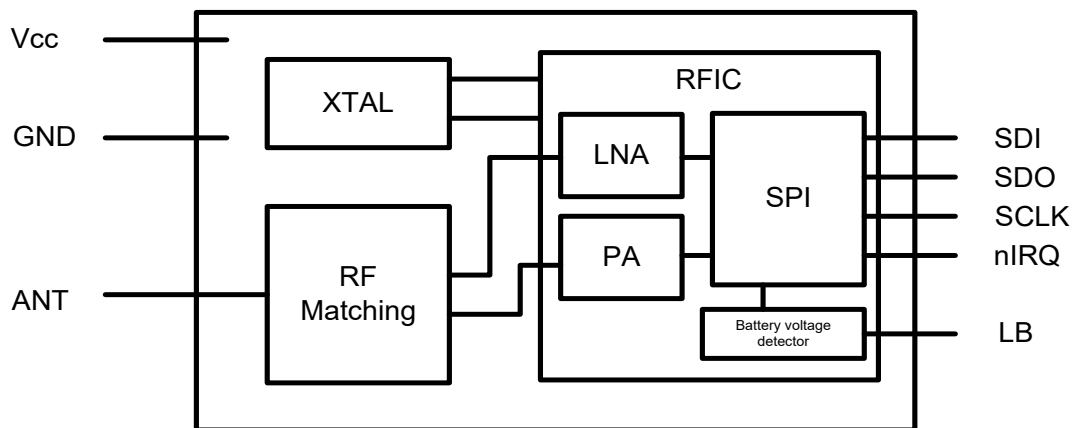 Vcc
GND
ANT
XTAL
RF
Matching
RFIC
LNA
PA
SPI
Battery voltage
detector
SDI
SDO
SCLK
nIRQ
LB